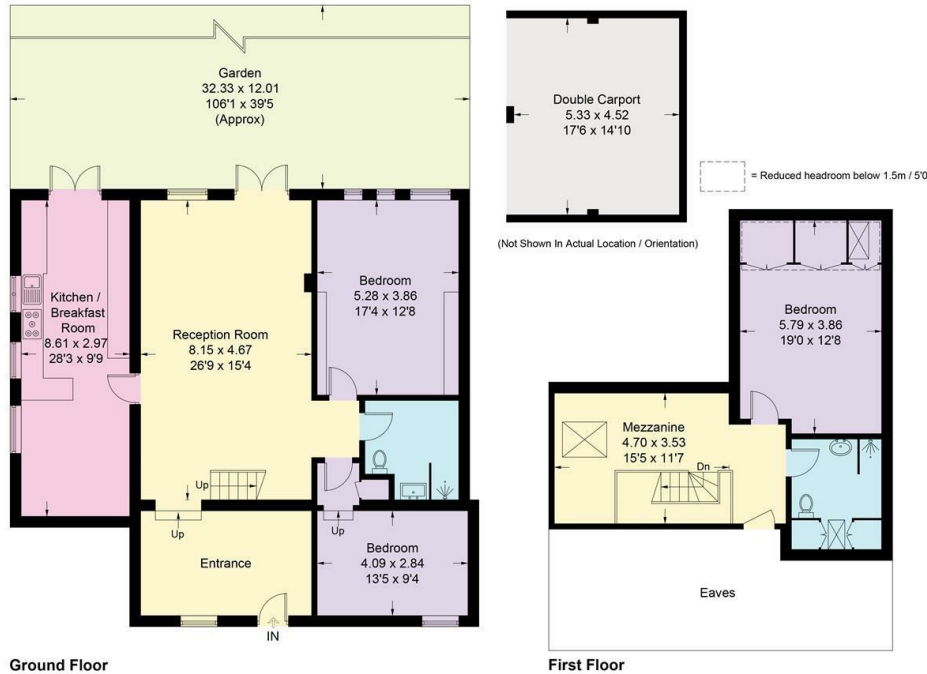 Garden
32.33 x 12.01
106'1 x 39'5
(Approx)
Double Carport
5.33 x 4.52
17'6 x 14'10
= Reduced headroom below 1.5m / 5'0
(Not Shown In Actual Location / Orientation)
Kitchen /
Breakfast
Room
8.61 x 2.97
28'3 x 9'9
Reception Room
8.15 x 4.67
26'9 x 15'4
Bedroom
5.28 x 3.86
17'4 x 12'8
Up
Up
Entrance
IN
Up
Bedroom
4.09 x 2.84
13'5 x 9'4
Ground Floor
Bedroom
5.79 x 3.86
19'0 x 12'8
Mezzanine
4.70 x 3.53
15'5 x 11'7
Dn
Eaves
First Floor